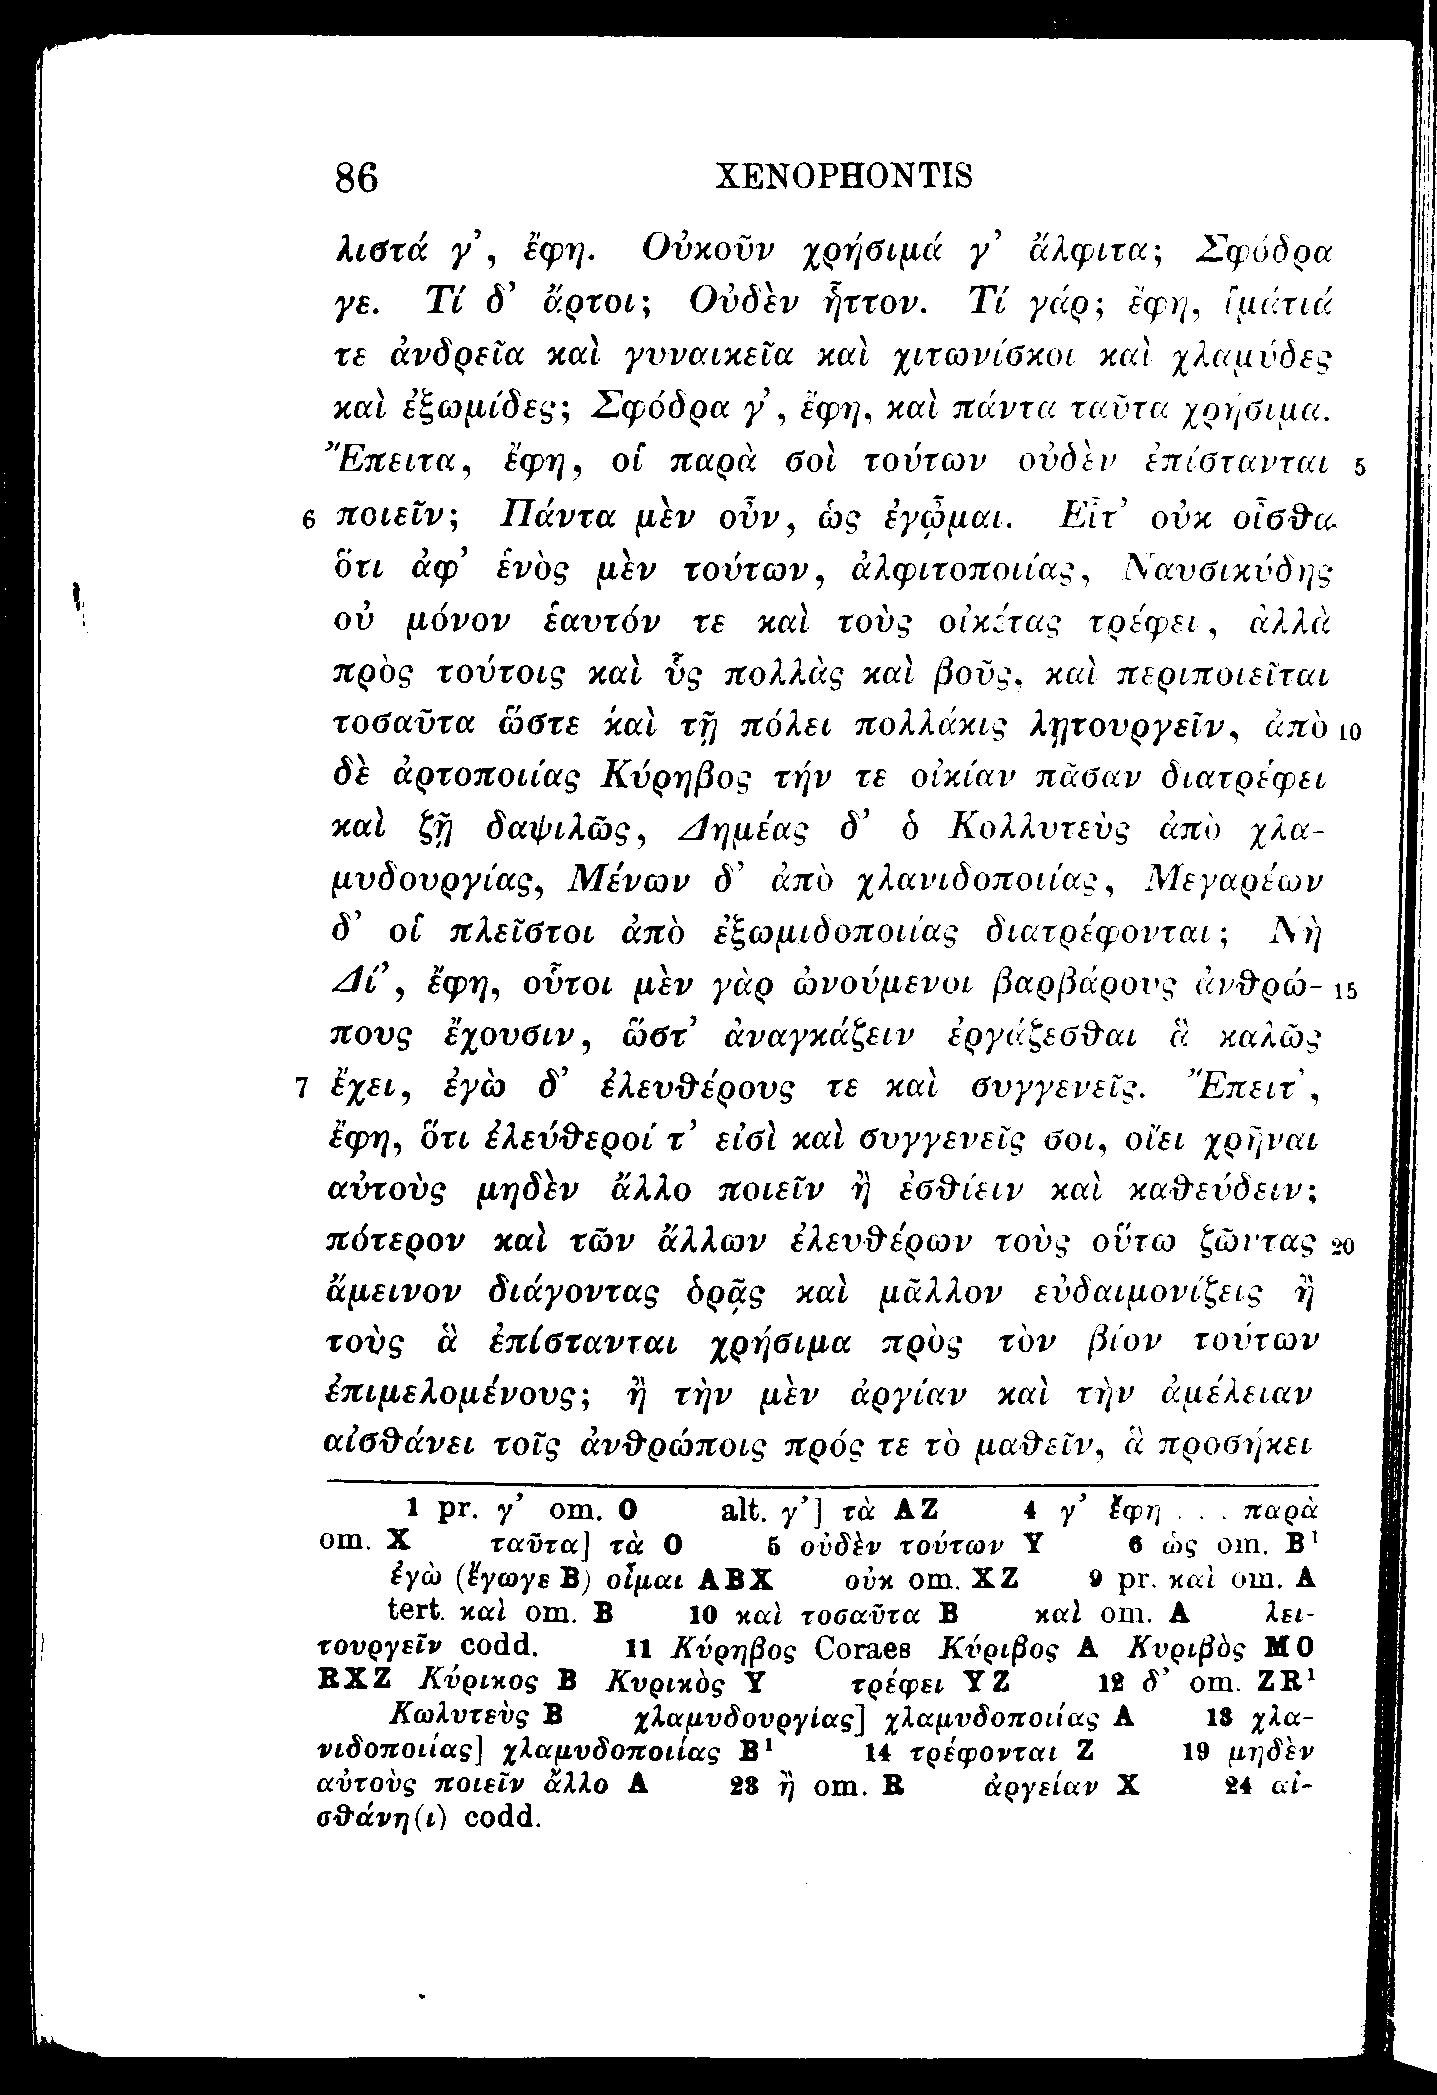 86 XENOPHONTIS
λιστά γ’, ἔφη. Οὐκοῦν χρήσιμά γ’ ἄλφιτα; Σφόδρα
γε. Τί δ’ ἄρτοι; Οὐδὲν ἧττον. Τί γάρ; ἔφη, ἱμάτιά
τε ἀνδρεῖα καὶ γυναικεῖα καὶ χιτωνίσκοι καὶ χλαμύδες
καὶ ἐξωμίδες; Σφόδρα γ’, ἔφη, καὶ πάντα ταῦτα χρήσιμα.
Ἔπειτα, ἔφη, οἱ παρὰ σοὶ τούτων οὐδὲν ἐπίστανται 5
6 ποιεῖν; Πάντα μὲν οὖν, ὡς ἐγᾦμαι. Εἶτ’ οὐκ οἶσθα
ὅτι ἀφ’ ἑνὸς μὲν τούτων, ἀλφιτοποιίας, Ναυσικύδης
οὐ μόνον ἑαυτόν τε καὶ τοὺς οἰκέτας τρέφει, ἀλλὰ
πρὸς τούτοις καὶ ὗς πολλὰς καὶ βοῦς, καὶ περιποιεῖται
τοσαῦτα ὥστε καὶ τῇ πόλει πολλάκις λῃτουργεῖν, ἀπὸ 10
δὲ ἀρτοποιίας Κύρηβος τήν τε οἰκίαν πᾶσαν διατρέφει
καὶ ζῇ δαψιλῶς, Δημέας δ’ ὁ Κολλυτεὺς ἀπὸ χλα-
μυδουργίας, Μένων δ’ ἀπὸ χλανιδοποιίας, Μεγαρέων
δ’ οἱ πλεῖστοι ἀπὸ ἐξωμιδοποιίας διατρέφονται; Νὴ
Δί’, ἔφη, οὗτοι μὲν γὰρ ὠνούμενοι βαρβάρους ἀνθρώ- 15
πους ἔχουσιν, ὥστ’ ἀναγκάζειν ἐργάζεσθαι ἃ καλῶς
7 ἔχει, ἐγὼ δ’ ἐλευθέρους τε καὶ συγγενεῖς. Ἔπειτ’,
ἔφη, ὅτι ἐλεύθεροί τ’ εἰσὶ καὶ συγγενεῖς σοι, οἴει χρῆναι
αὐτοὺς μηδὲν ἄλλο ποιεῖν ἢ ἐσθίειν καὶ καθεύδειν;
πότερον καὶ τῶν ἄλλων ἐλευθέρων τοὺς οὕτω ζῶντας 20
ἄμεινον διάγοντας ὁρᾷς καὶ μᾶλλον εὐδαιμονίζεις ἢ
τοὺς ἃ ἐπίστανται χρήσιμα πρὸς τὸν βίον τούτων
ἐπιμελομένους; ἢ τὴν μὲν ἀργίαν καὶ τὴν ἀμέλειαν
αἰσθάνει τοῖς ἀνθρώποις πρός τε τὸ μαθεῖν, ἃ προσήκει
1 pr. γ’ om. O alt. γ’] τὰ AZ 4 γ’ ἔφη . . . παρὰ
om. X ταῦτα] τὰ O 5 οὐδὲν τούτων Y 6 ὡς om. B¹
ἐγὼ (ἔγωγε B) οἶμαι ABX οὐκ om. XZ 9 pr. καὶ om. A
tert. καὶ om. B 10 καὶ τοσαῦτα B καὶ om. A λει-
τουργεῖν codd. 11 Κύρηβος Coraes Κύριβος A Κυριβὸς MO
RXZ Κύρικος B Κυρικὸς Y τρέφει YZ 12 δ’ om. ZR¹
Κωλυτεὺς B χλαμυδουργίας] χλαμυδοποιίας A 13 χλα-
νιδοποιίας] χλαμυδοποιίας B¹ 14 τρέφονται Z 19 μηδὲν
αὐτοὺς ποιεῖν ἄλλο A 23 ἢ om. R ἀργείαν X 24 αἰ-
σθάνη(ι) codd.